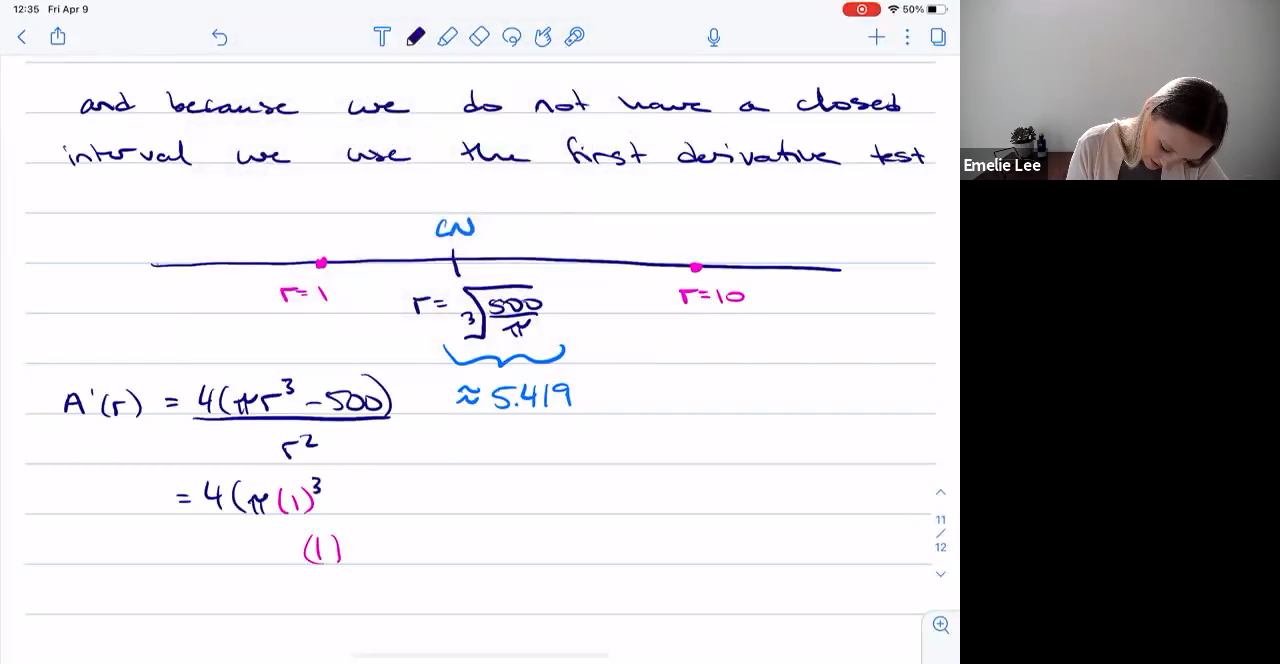 12:35 Fri Apr 9
50%
and because we do not have a closed
interval we use the first derivative test
CN
r=1
r= ³√(500/π)
r=10
≈ 5.419
A'(r) = 4(πr³ −500)
r²
= 4(π(1)³
(1)
11
/
12
Emelie Lee